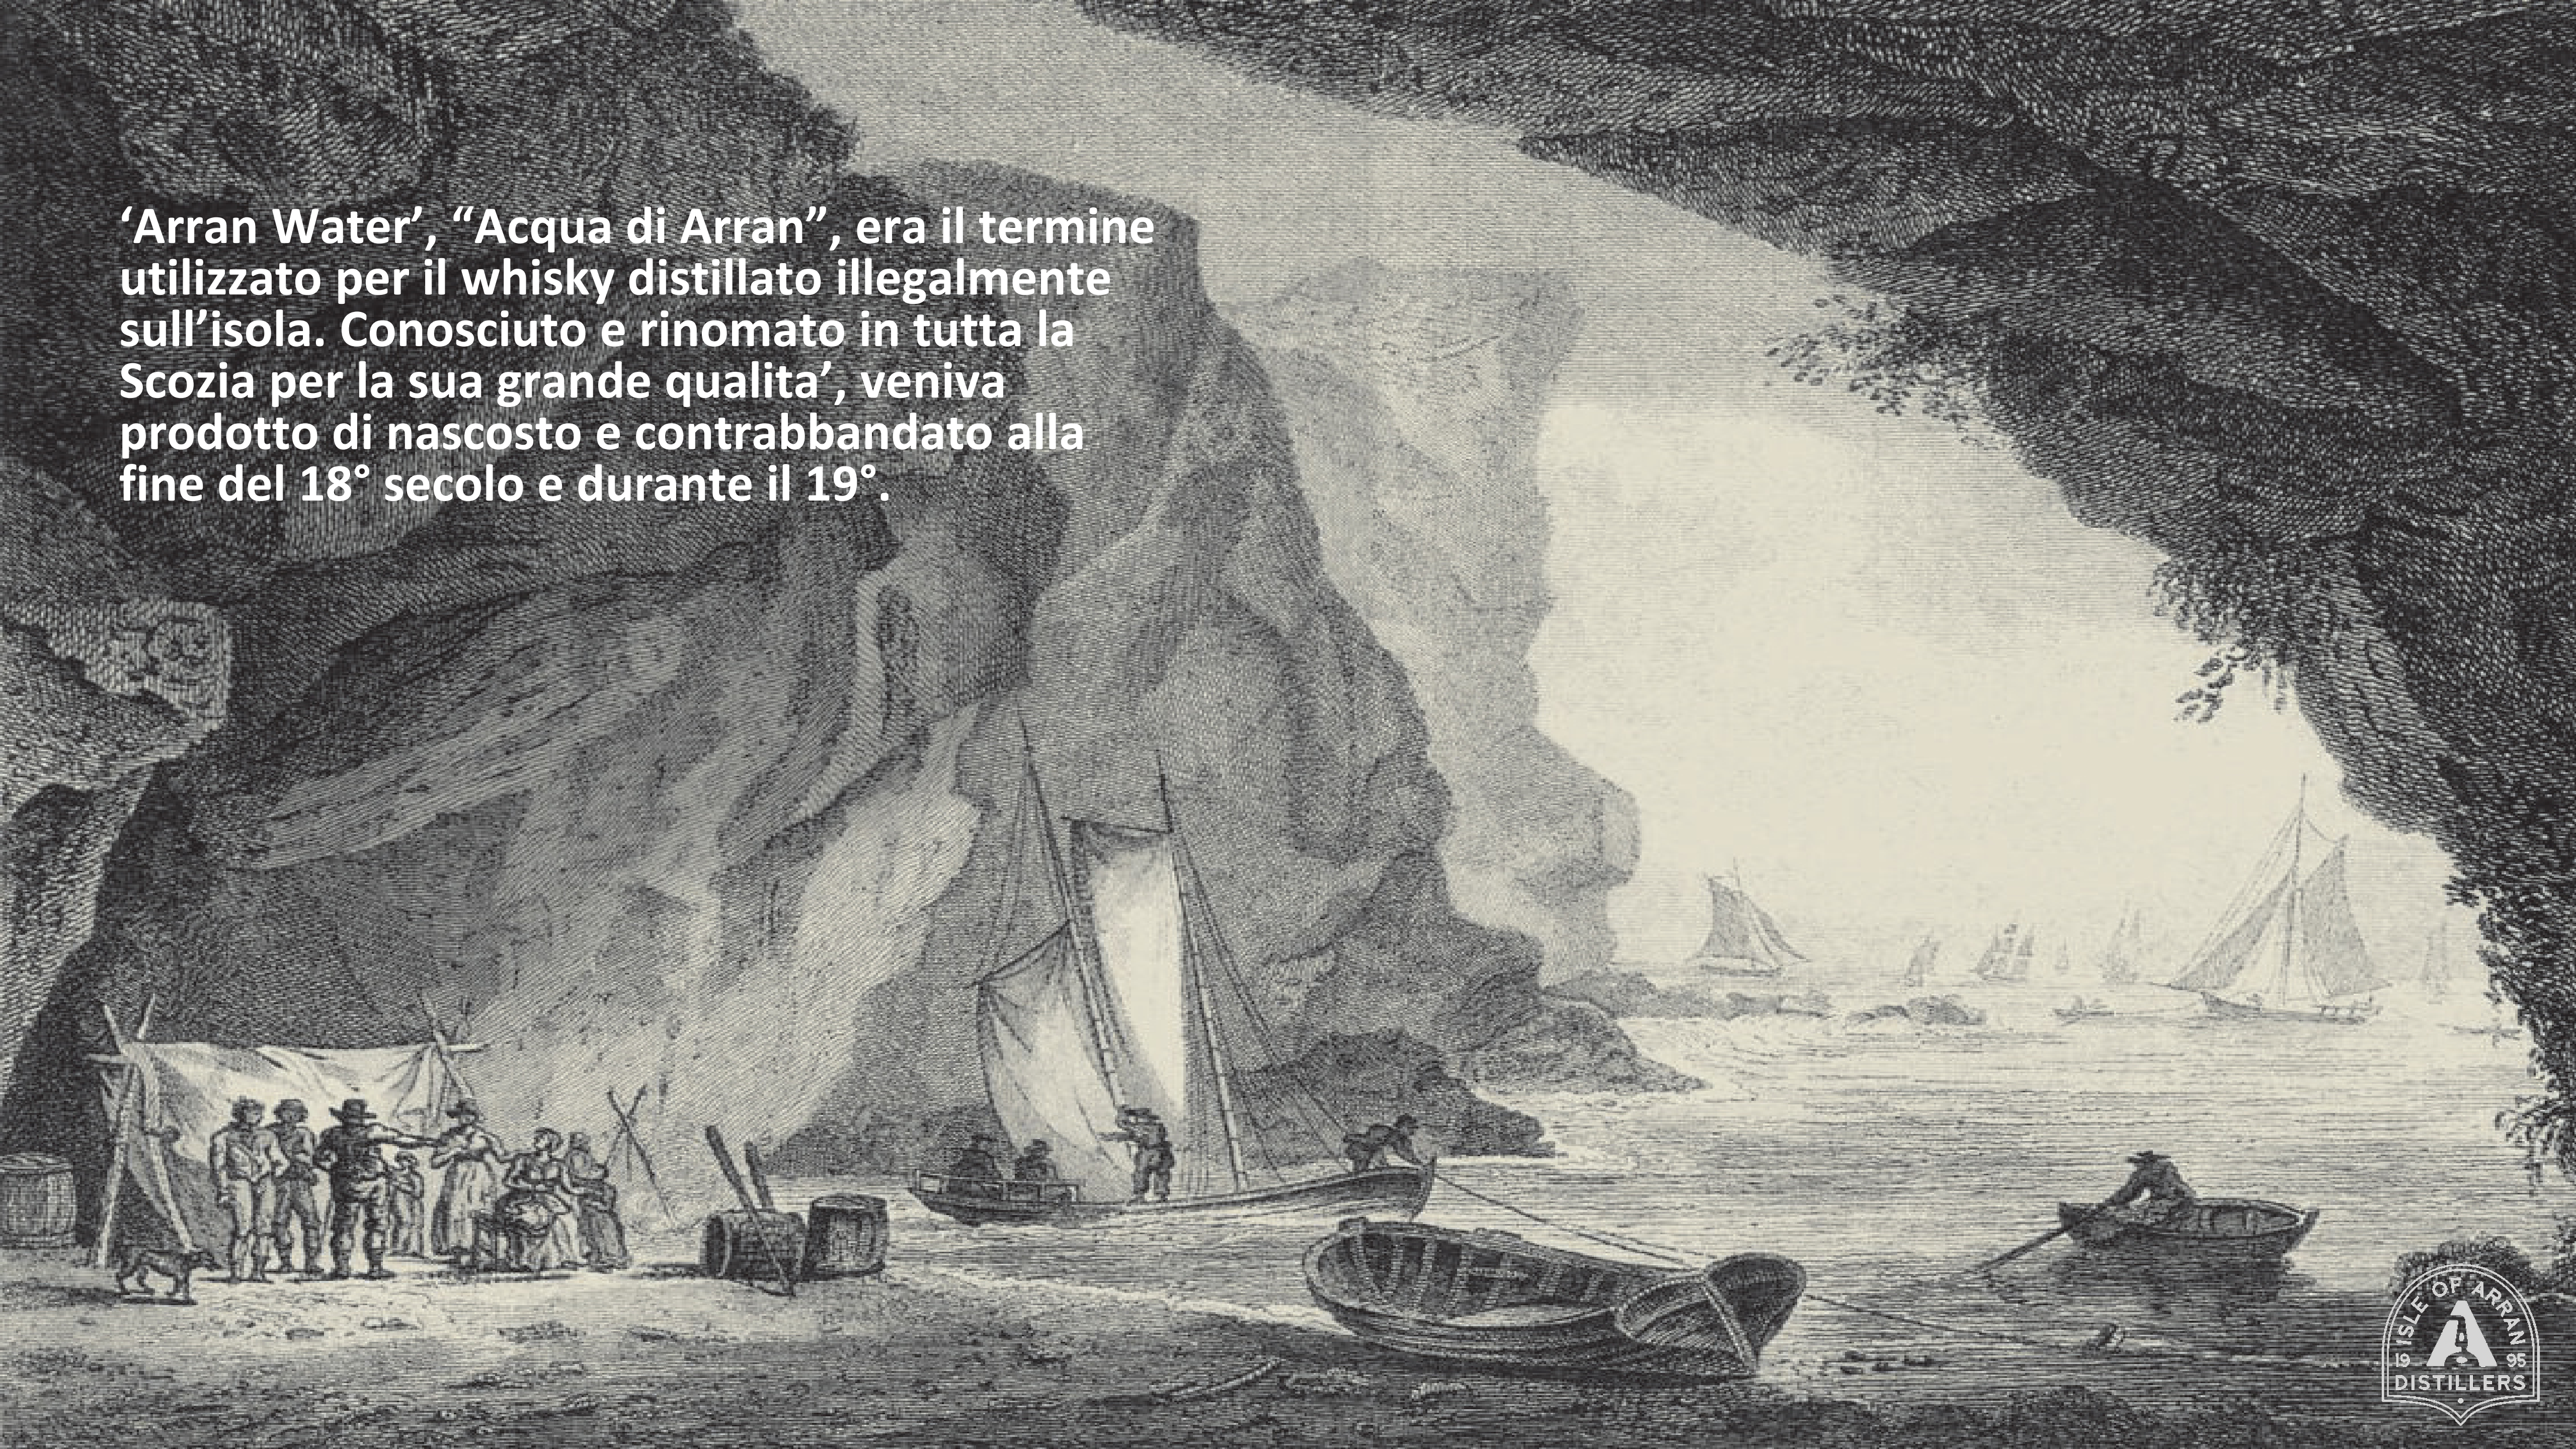 ‘Arran Water’, “Acqua di Arran”, era il termine
utilizzato per il whisky distillato illegalmente
sull’isola. Conosciuto e rinomato in tutta la
Scozia per la sua grande qualita’, veniva
prodotto di nascosto e contrabbandato alla
fine del 18° secolo e durante il 19°.
ISLE OF ARRAN
19 A 95
DISTILLERS